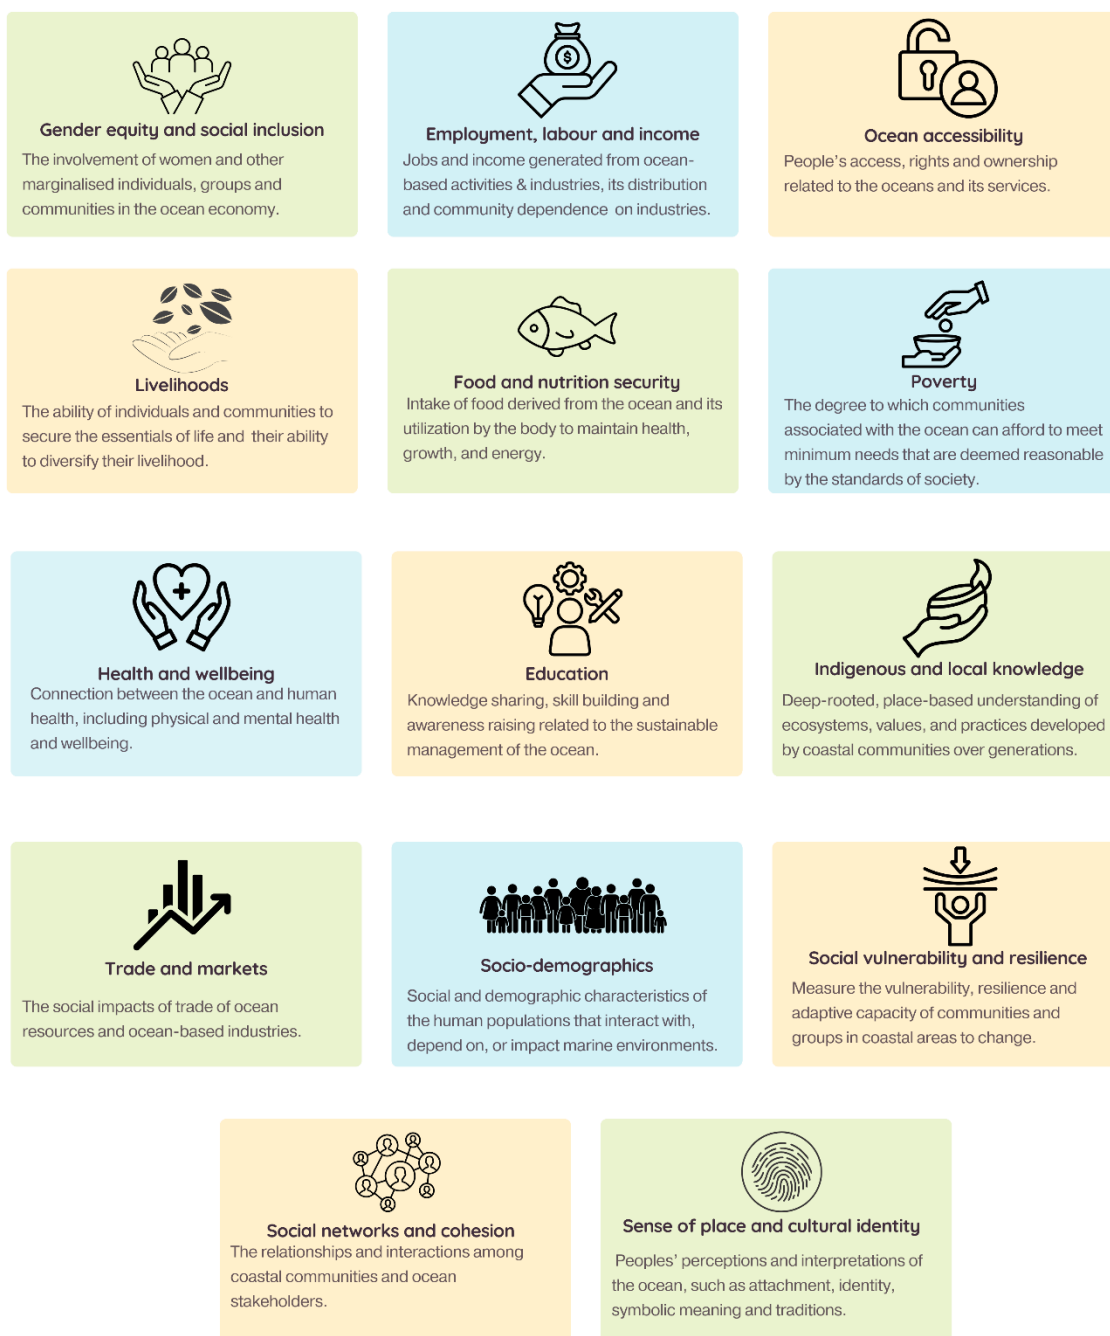 Gender equity and social inclusion
The involvement of women and other
marginalised individuals, groups and
communities in the ocean economy.
Employment, labour and income
Jobs and income generated from ocean-
based activities & industries, its distribution
and community dependence on industries.
Ocean accessibility
People's access, rights and ownership
related to the oceans and its services.
Livelihoods
The ability of individuals and communities to
secure the essentials of life and their ability
to diversify their livelihood.
Food and nutrition security
Intake of food derived from the ocean and its
utilization by the body to maintain health,
growth, and energy.
Poverty
The degree to which communities
associated with the ocean can afford to meet
minimum needs that are deemed reasonable
by the standards of society.
Health and wellbeing
Connection between the ocean and human
health, including physical and mental health
and wellbeing.
Education
Knowledge sharing, skill building and
awareness raising related to the sustainable
management of the ocean.
Indigenous and local knowledge
Deep-rooted, place-based understanding of
ecosystems, values, and practices developed
by coastal communities over generations.
Trade and markets
The social impacts of trade of ocean
resources and ocean-based industries.
Socio-demographics
Social and demographic characteristics of
the human populations that interact with,
depend on, or impact marine environments.
Social vulnerability and resilience
Measure the vulnerability, resilience and
adaptive capacity of communities and
groups in coastal areas to change.
Social networks and cohesion
The relationships and interactions among
coastal communities and ocean
stakeholders.
Sense of place and cultural identity
Peoples' perceptions and interpretations of
the ocean, such as attachment, identity,
symbolic meaning and traditions.